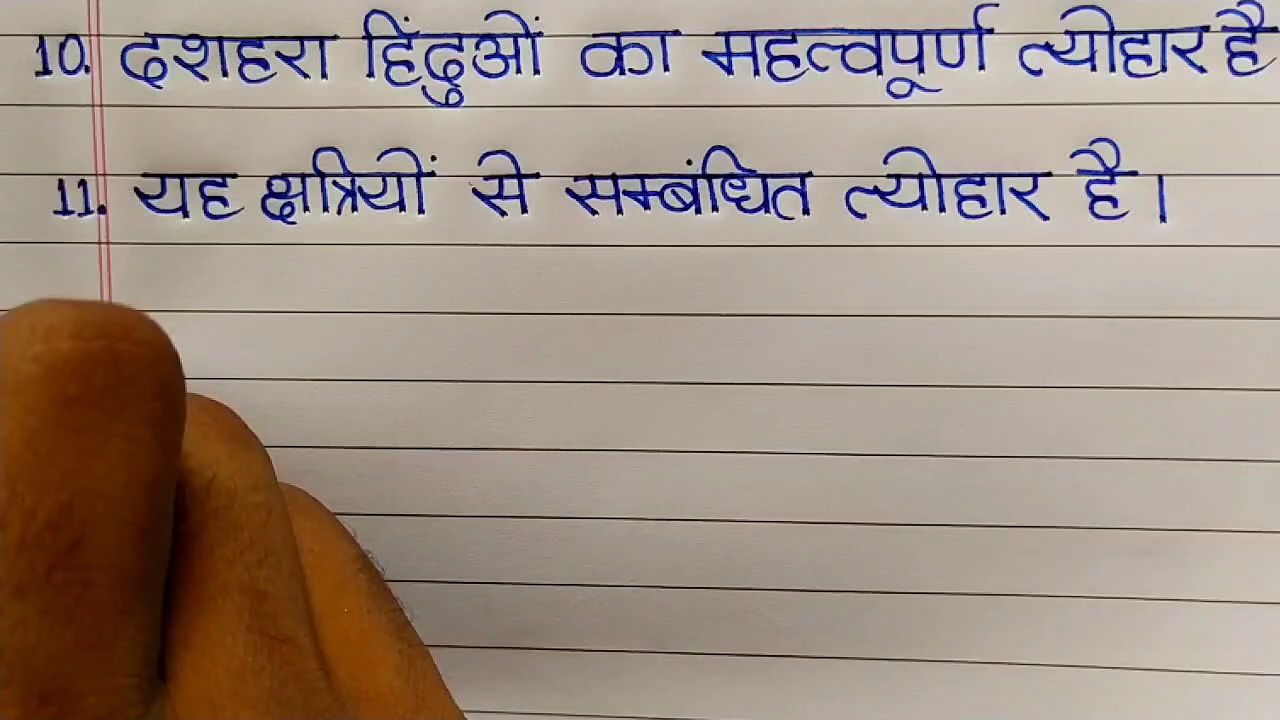 10. दशहरा हिंदुओं का महत्वपूर्ण त्योहार है
11. यह क्षत्रियों से सम्बंधित त्योहार है।